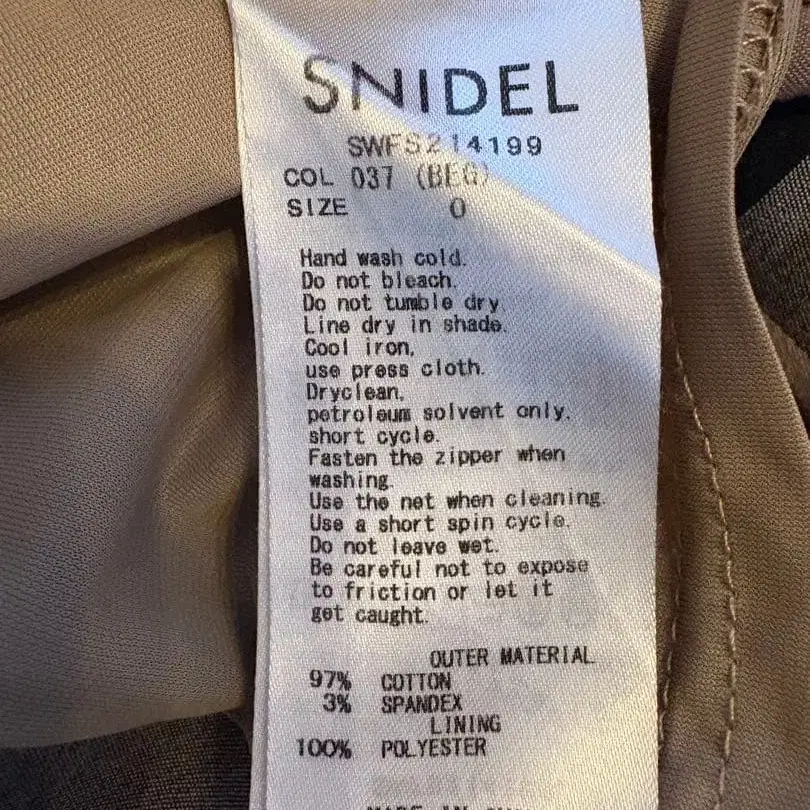 SNIDEL
SWFS214199
COL 037 (BEG)
SIZE 0
Hand wash cold.
Do not bleach.
Do not tumble dry.
Line dry in shade.
Cool iron,
use press cloth.
Dryclean,
petroleum solvent only,
short cycle.
Fasten the zipper when
washing.
Use the net when cleaning.
Use a short spin cycle.
Do not leave wet.
Be careful not to expose
to friction or let it
get caught.
OUTER MATERIAL
97% COTTON
3% SPANDEX
LINING
100% POLYESTER
MADE IN